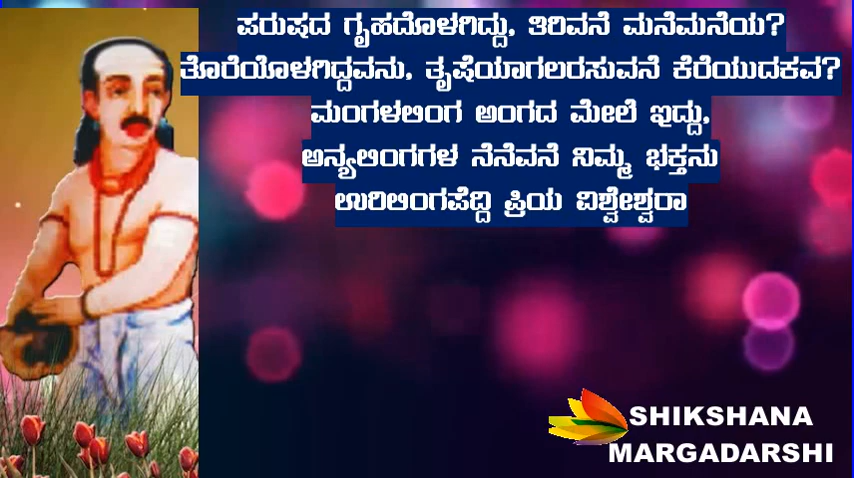 ಪರುಷದ ಗೃಹದೊಳಗಿದ್ದು, ತಿರಿವನೆ ಮನೆಮನೆಯ?
ತೊರೆಯೊಳಗಿದ್ದವನು, ತೃಷೆಯಾಗಲರಸುವನೆ ಕೆರೆಯುದಕವ?
ಮಂಗಳಲಿಂಗ ಅಂಗದ ಮೇಲೆ ಇದ್ದು,
ಅನ್ಯಲಿಂಗಗಳ ನೆನೆವನೆ ನಿಮ್ಮ ಭಕ್ತನು
ಉರಿಲಿಂಗಪೆದ್ದಿ ಪ್ರಿಯ ವಿಶ್ವೇಶ್ವರಾ
SHIKSHANA
MARGADARSHI